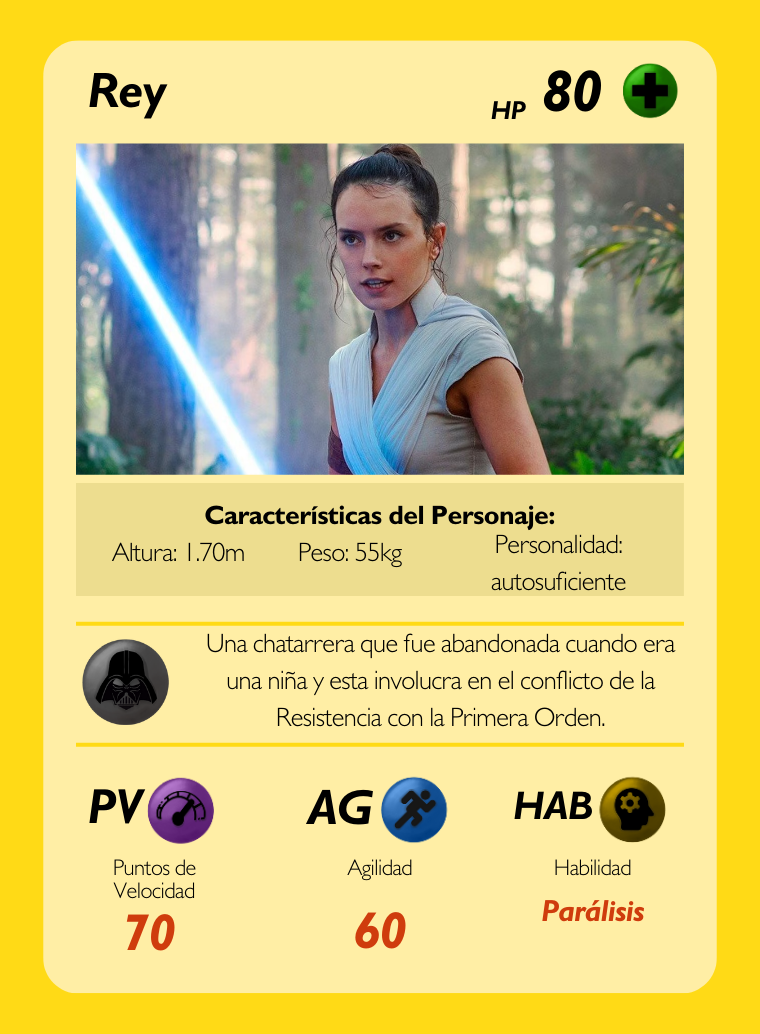 Rey
HP 80
Características del Personaje:
Altura: 1.70m
Peso: 55kg
Personalidad:
autosuficiente
Una chatarrera que fue abandonada cuando era
una niña y esta involucra en el conflicto de la
Resistencia con la Primera Orden.
PV
AG
HAB
Puntos de
Velocidad
Agilidad
Habilidad
70
60
Parálisis